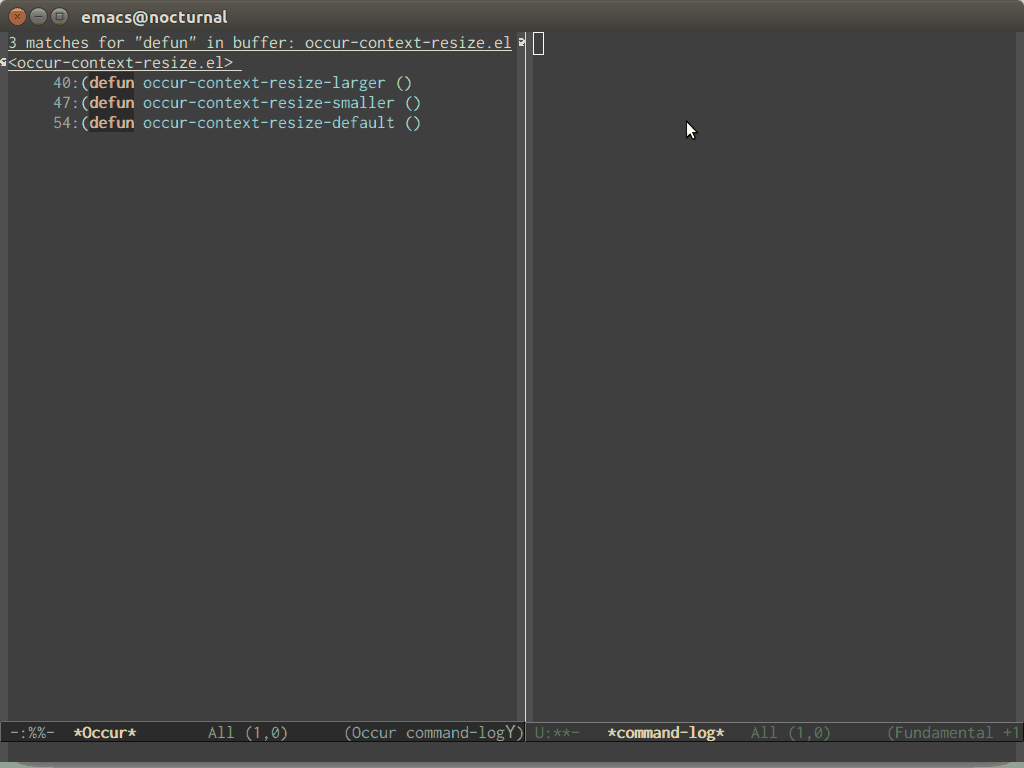 emacs@nocturnal
3 matches for "defun" in buffer: occur-context-resize.el
<occur-context-resize.el>
40:(defun occur-context-resize-larger ()
47:(defun occur-context-resize-smaller ()
54:(defun occur-context-resize-default ()
-:%%- *Occur* All (1,0) (Occur command-logY)
U:**- *command-log* All (1,0) (Fundamental +1